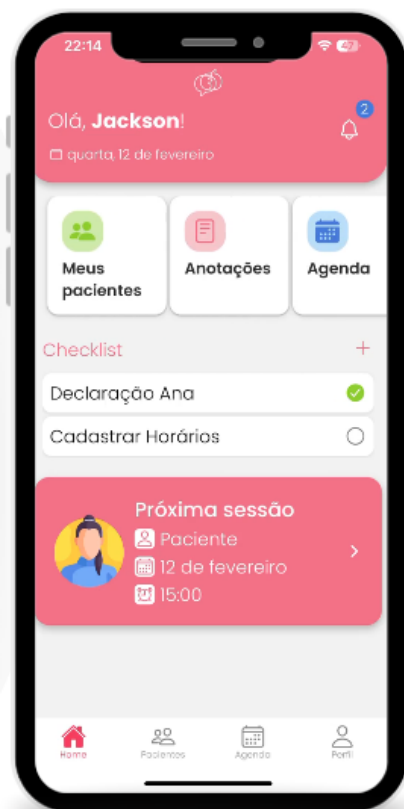 22:14
47
Olá, Jackson!
2
quarta, 12 de fevereiro
Meus
pacientes
Anotações
Agenda
Checklist
+
Declaração Ana
Cadastrar Horários
Próxima sessão
Paciente
12 de fevereiro
15:00
Home
Pacientes
Agenda
Perfil